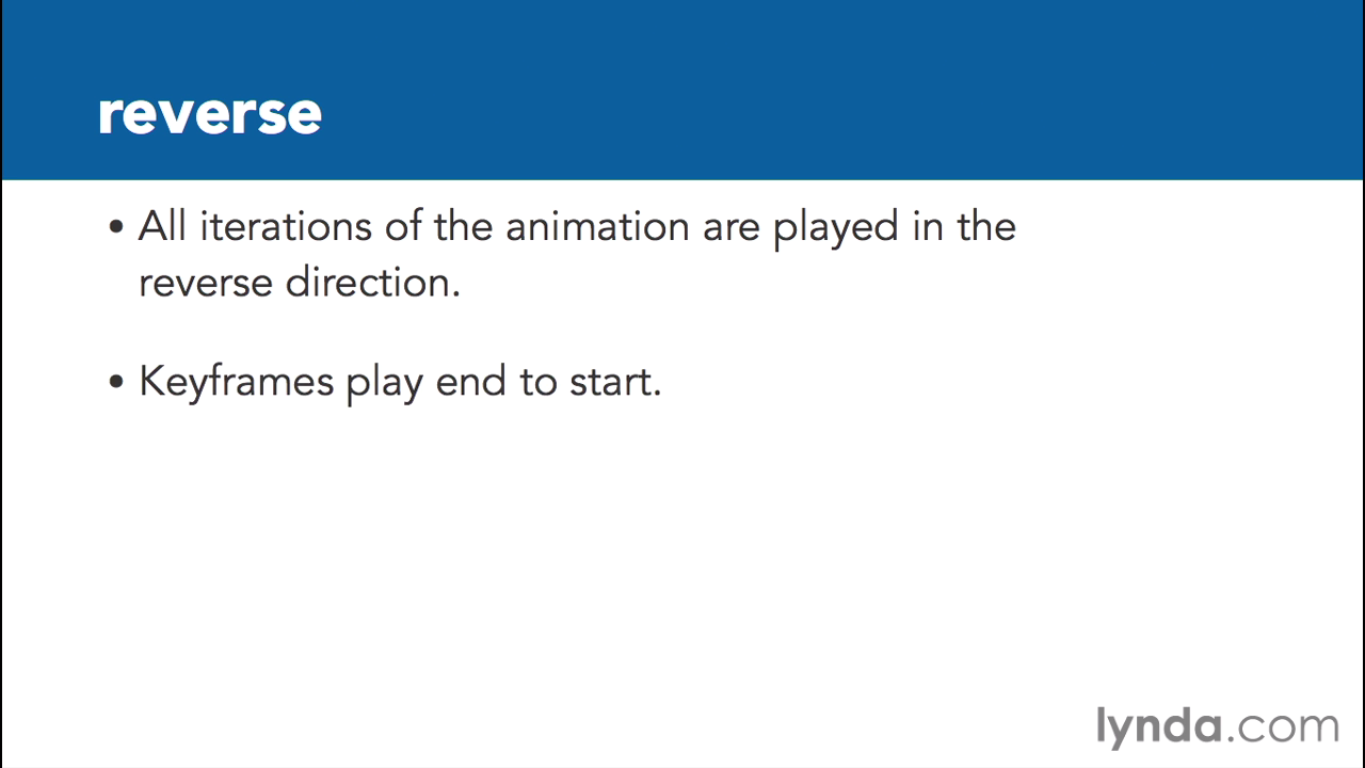 reverse
• All iterations of the animation are played in the
reverse direction.
• Keyframes play end to start.
lynda.com